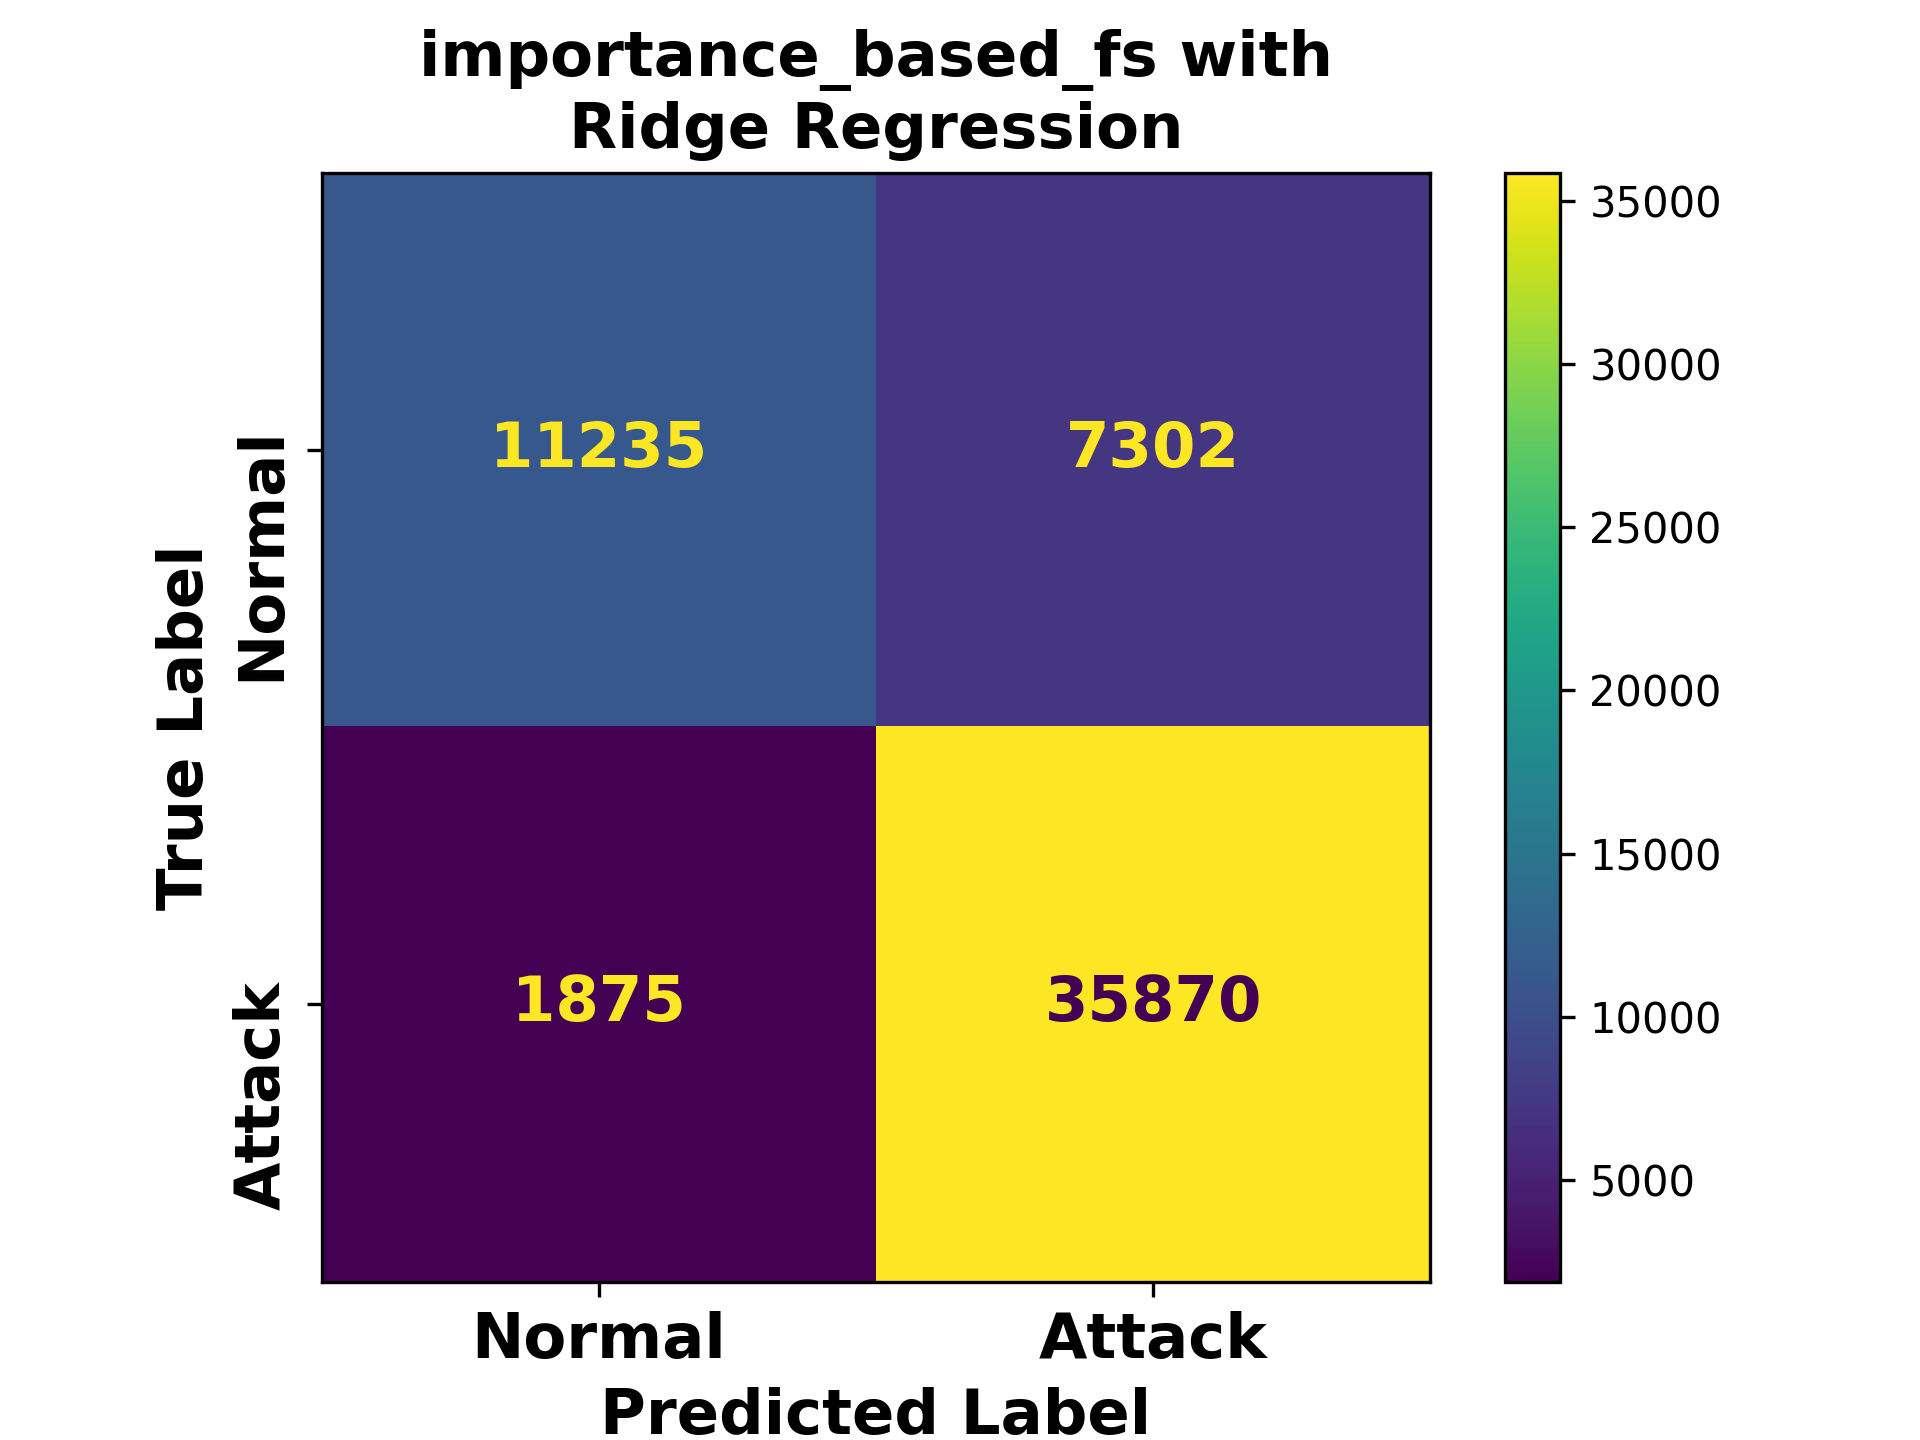 importance_based_fs with
Ridge Regression
True Label
Normal
Attack
11235
7302
1875
35870
Normal
Attack
Predicted Label
35000
30000
25000
20000
15000
10000
5000